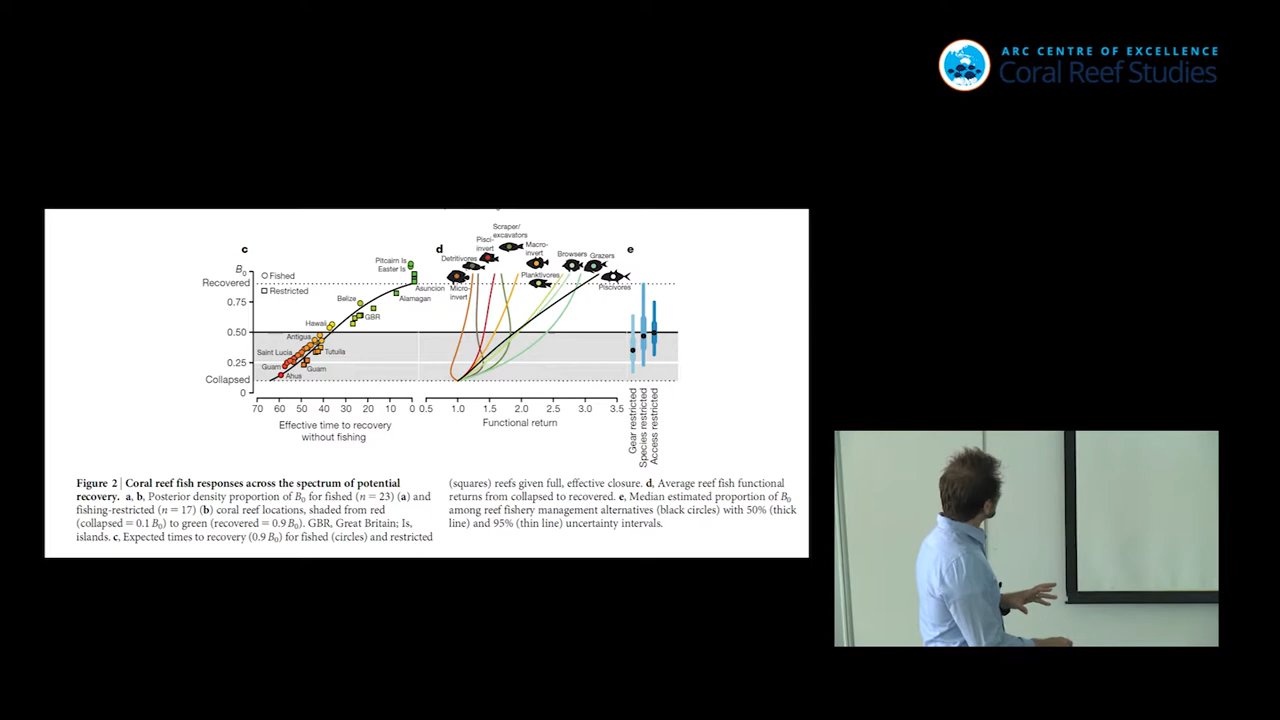 ARC CENTRE OF EXCELLENCE
Coral Reef Studies
c
B0
Recovered
0.75
0.50
0.25
Collapsed
0
Fished
Restricted
Pitcairn Is
Easter Is
Asuncion
Alamagan
Belize
GBR
Hawaii
Antigua
Saint Lucia
Tutuila
Guam
Guam
Ahus
70 60 50 40 30 20 10 0
Effective time to recovery
without fishing
d
Detritivores
Pisci-
invert
Scraper/
excavators
Macro-
invert
Browsers
Grazers
Micro-
invert
Planktivores
Piscivores
0.5 1.0 1.5 2.0 2.5 3.0 3.5
Functional return
e
Gear restricted
Species restricted
Access restricted
Figure 2 | Coral reef fish responses across the spectrum of potential
recovery. a, b, Posterior density proportion of B0 for fished (n = 23) (a) and
fishing-restricted (n = 17) (b) coral reef locations, shaded from red
(collapsed = 0.1 B0) to green (recovered = 0.9 B0). GBR, Great Britain; Is,
islands. c, Expected times to recovery (0.9 B0) for fished (circles) and restricted
(squares) reefs given full, effective closure. d, Average reef fish functional
returns from collapsed to recovered. e, Median estimated proportion of B0
among reef fishery management alternatives (black circles) with 50% (thick
line) and 95% (thin line) uncertainty intervals.